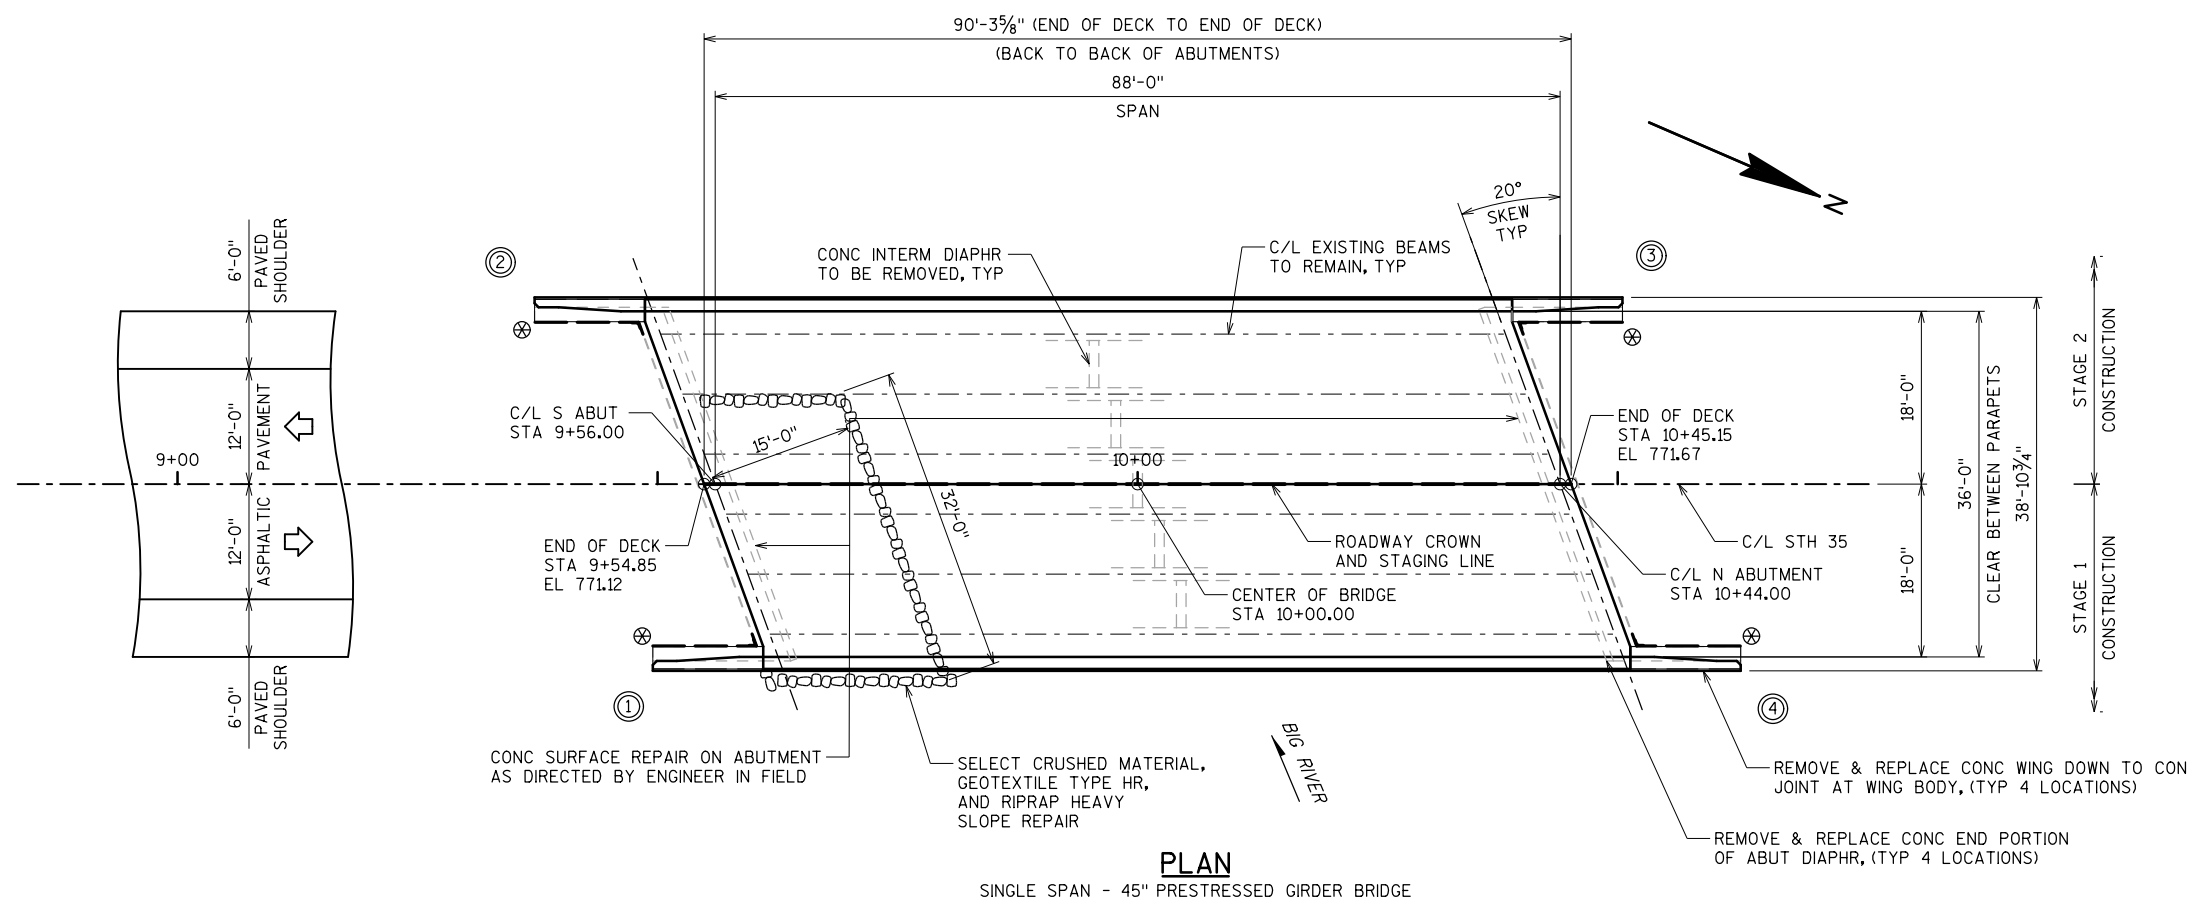 90'-3⅝" (END OF DECK TO END OF DECK)
(BACK TO BACK OF ABUTMENTS)
88'-0"
SPAN
N
20°
SKEW
TYP
6'-0"
PAVED
SHOULDER
2
CONC INTERM DIAPHR
TO BE REMOVED, TYP
C/L EXISTING BEAMS
TO REMAIN, TYP
3
STAGE 2
CONSTRUCTION
12'-0"
12'-0"
ASPHALTIC PAVEMENT
9+00
C/L S ABUT
STA 9+56.00
15'-0"
32'-0"
10+00
END OF DECK
STA 10+45.15
EL 771.67
18'-0"
18'-0"
36'-0"
CLEAR BETWEEN PARAPETS
38'-10¾"
END OF DECK
STA 9+54.85
EL 771.12
ROADWAY CROWN
AND STAGING LINE
C/L STH 35
CENTER OF BRIDGE
STA 10+00.00
C/L N ABUTMENT
STA 10+44.00
STAGE 1
CONSTRUCTION
6'-0"
PAVED
SHOULDER
1
4
CONC SURFACE REPAIR ON ABUTMENT
AS DIRECTED BY ENGINEER IN FIELD
SELECT CRUSHED MATERIAL,
GEOTEXTILE TYPE HR,
AND RIPRAP HEAVY
SLOPE REPAIR
BIG RIVER
REMOVE & REPLACE CONC WING DOWN TO CON
JOINT AT WING BODY, (TYP 4 LOCATIONS)
REMOVE & REPLACE CONC END PORTION
OF ABUT DIAPHR, (TYP 4 LOCATIONS)
PLAN
SINGLE SPAN - 45" PRESTRESSED GIRDER BRIDGE